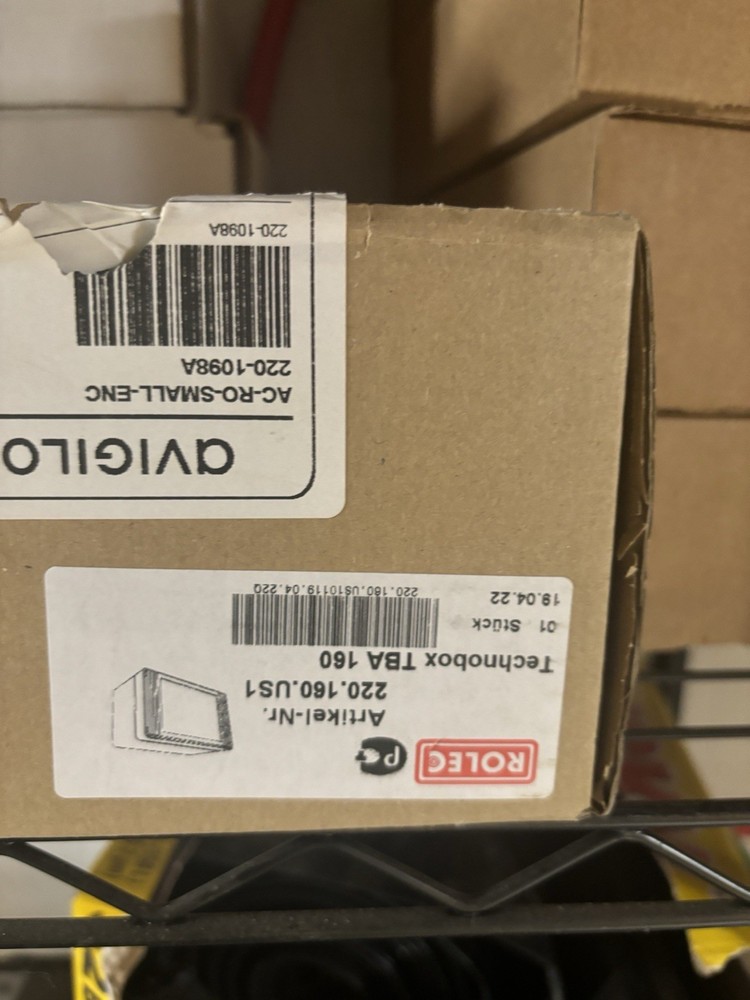 ROLEC
Artikel-Nr.
220.160.US1
Technobox TBA 160
01 Stück
19.04.22
220.160.US10119.04.22Q
aVIGILO
AC-RO-SMALL-ENC
220-1098A
220-1098A